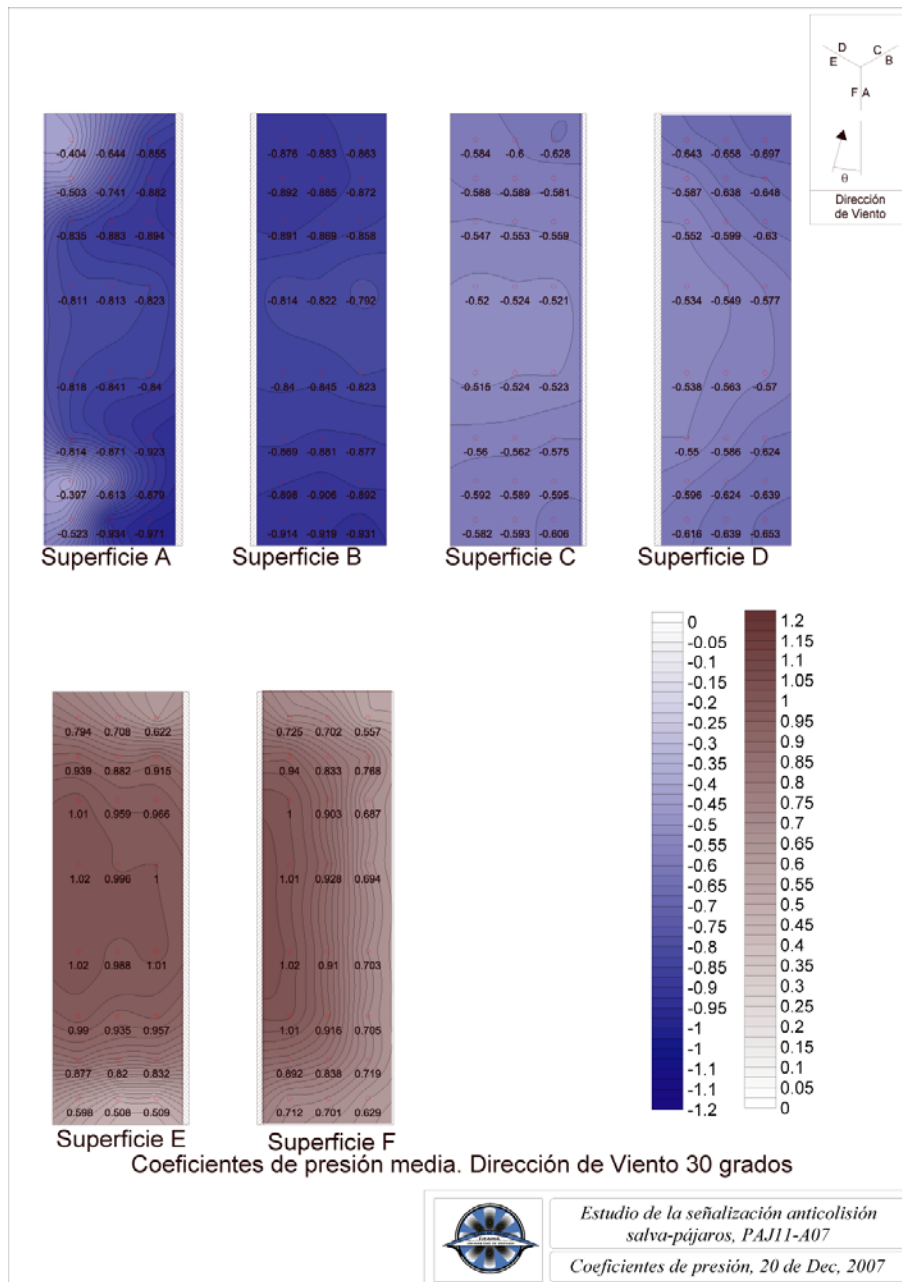 D C
E B
F A
θ
Dirección
de Viento
-0.404 -0.644 -0.855
-0.503 -0.741 -0.882
-0.835 -0.883 -0.894
-0.811 -0.813 -0.823
-0.818 -0.841 -0.84
-0.814 -0.871 -0.923
-0.397 -0.613 -0.879
-0.523 -0.934 -0.971
Superficie A
-0.876 -0.883 -0.863
-0.892 -0.885 -0.872
-0.891 -0.869 -0.858
-0.814 -0.822 -0.792
-0.84 -0.845 -0.823
-0.869 -0.881 -0.877
-0.898 -0.906 -0.892
-0.914 -0.919 -0.931
Superficie B
-0.584 -0.6 -0.628
-0.588 -0.589 -0.581
-0.547 -0.553 -0.559
-0.52 -0.524 -0.521
-0.515 -0.524 -0.523
-0.56 -0.562 -0.575
-0.592 -0.589 -0.595
-0.582 -0.593 -0.606
Superficie C
-0.643 -0.658 -0.697
-0.587 -0.638 -0.648
-0.552 -0.599 -0.63
-0.534 -0.549 -0.577
-0.538 -0.563 -0.57
-0.55 -0.586 -0.624
-0.596 -0.624 -0.639
-0.616 -0.639 -0.653
Superficie D
0.794 0.708 0.622
0.939 0.882 0.915
1.01 0.959 0.966
1.02 0.996 1
1.02 0.988 1.01
0.99 0.935 0.957
0.877 0.82 0.832
0.598 0.508 0.509
Superficie E
0.725 0.702 0.557
0.94 0.833 0.768
1 0.903 0.687
1.01 0.928 0.694
1.02 0.91 0.703
1.01 0.916 0.705
0.892 0.838 0.719
0.712 0.701 0.629
Superficie F
0
-0.05
-0.1
-0.15
-0.2
-0.25
-0.3
-0.35
-0.4
-0.45
-0.5
-0.55
-0.6
-0.65
-0.7
-0.75
-0.8
-0.85
-0.9
-0.95
-1
-1
-1.1
-1.1
-1.2
1.2
1.15
1.1
1.05
1
0.95
0.9
0.85
0.8
0.75
0.7
0.65
0.6
0.55
0.5
0.45
0.4
0.35
0.3
0.25
0.2
0.15
0.1
0.05
0
Coeficientes de presión media. Dirección de Viento 30 grados
Estudio de la señalización anticolisión
salva-pájaros, PAJ11-A07
Coeficientes de presión, 20 de Dec, 2007